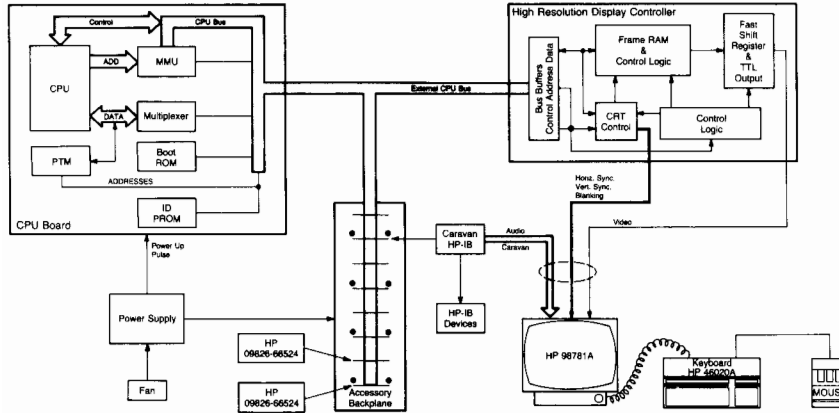 Control
CPU Bus
ADD
CPU
MMU
DATA
Multiplexer
PTM
Boot
ROM
ADDRESSES
ID
PROM
CPU Board
High Resolution Display Controller
Bus Buffers
Control Address Data
Frame RAM
&
Control Logic
Fast
Shift
Register
&
TTL
Output
CRT
Control
Control
Logic
External CPU Bus
Horiz. Sync.
Vert. Sync.
Blanking
Video
Power Up
Pulse
Power Supply
Fan
HP
09826-66524
HP
09826-66524
Accessory
Backplane
Caravan
HP-IB
Audio
Caravan
HP-IB
Devices
HP 98781A
Keyboard
HP 46020A
MOUS